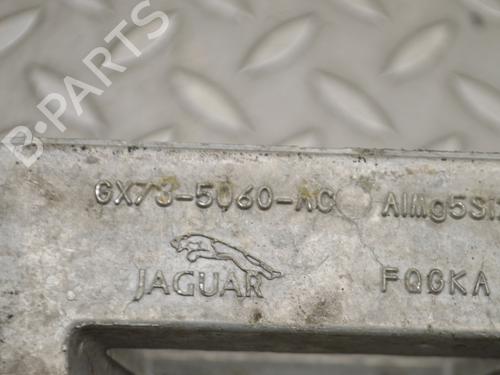 B-PARTS
GX73-5060-AC AlMg5Si
JAGUAR FQGKA